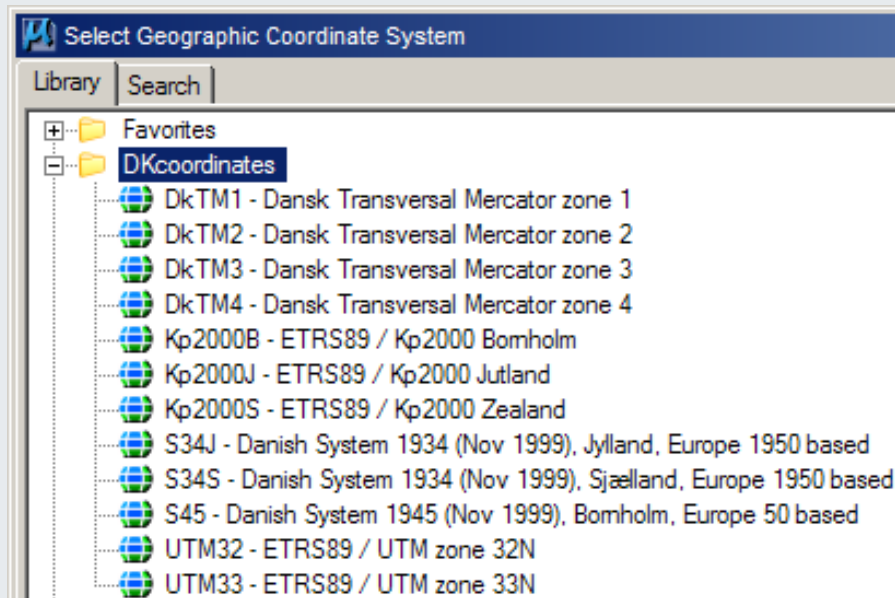 Select Geographic Coordinate System
Library Search
Favorites
DKcoordinates
DkTM1 - Dansk Transversal Mercator zone 1
DkTM2 - Dansk Transversal Mercator zone 2
DkTM3 - Dansk Transversal Mercator zone 3
DkTM4 - Dansk Transversal Mercator zone 4
Kp2000B - ETRS89 / Kp2000 Bornholm
Kp2000J - ETRS89 / Kp2000 Jutland
Kp2000S - ETRS89 / Kp2000 Zealand
S34J - Danish System 1934 (Nov 1999), Jylland, Europe 1950 based
S34S - Danish System 1934 (Nov 1999), Sjælland, Europe 1950 based
S45 - Danish System 1945 (Nov 1999), Bornholm, Europe 50 based
UTM32 - ETRS89 / UTM zone 32N
UTM33 - ETRS89 / UTM zone 33N